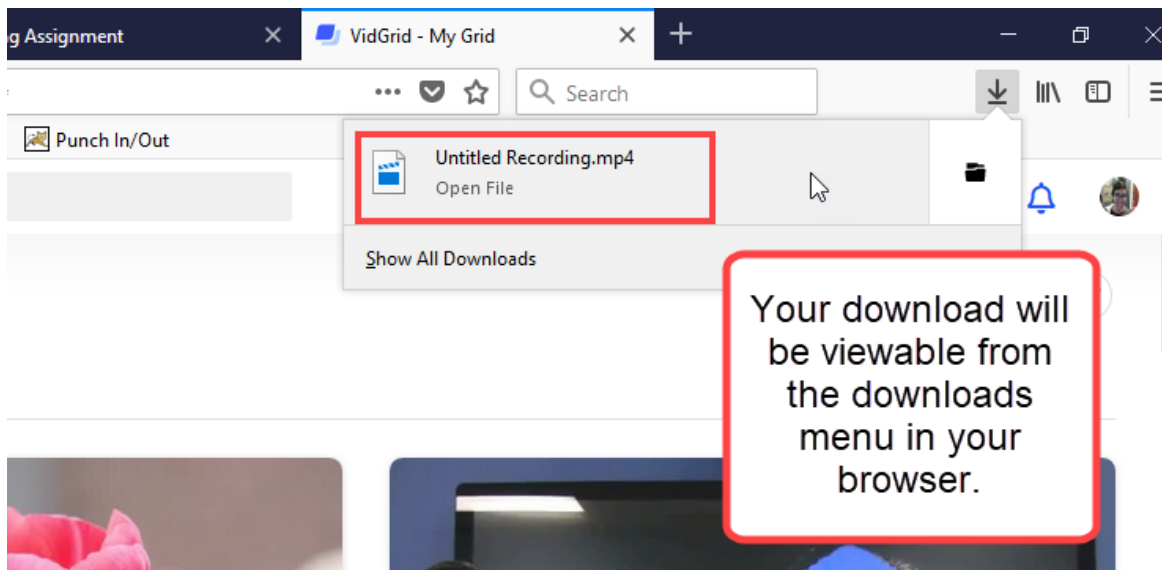 g Assignment
VidGrid - My Grid
Search
Punch In/Out
Untitled Recording.mp4
Open File
Show All Downloads
Your download will
be viewable from
the downloads
menu in your
browser.